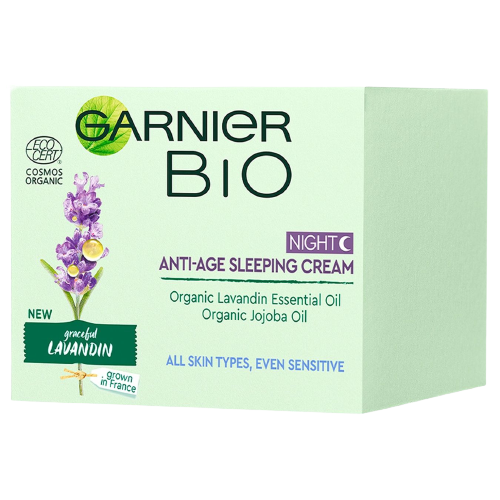 GARNIER
BIO
ECO
CERT
COSMOS
ORGANIC
NIGHT
ANTI-AGE SLEEPING CREAM
Organic Lavandin Essential Oil
Organic Jojoba Oil
NEW
graceful
LAVANDIN
grown
in France
ALL SKIN TYPES, EVEN SENSITIVE